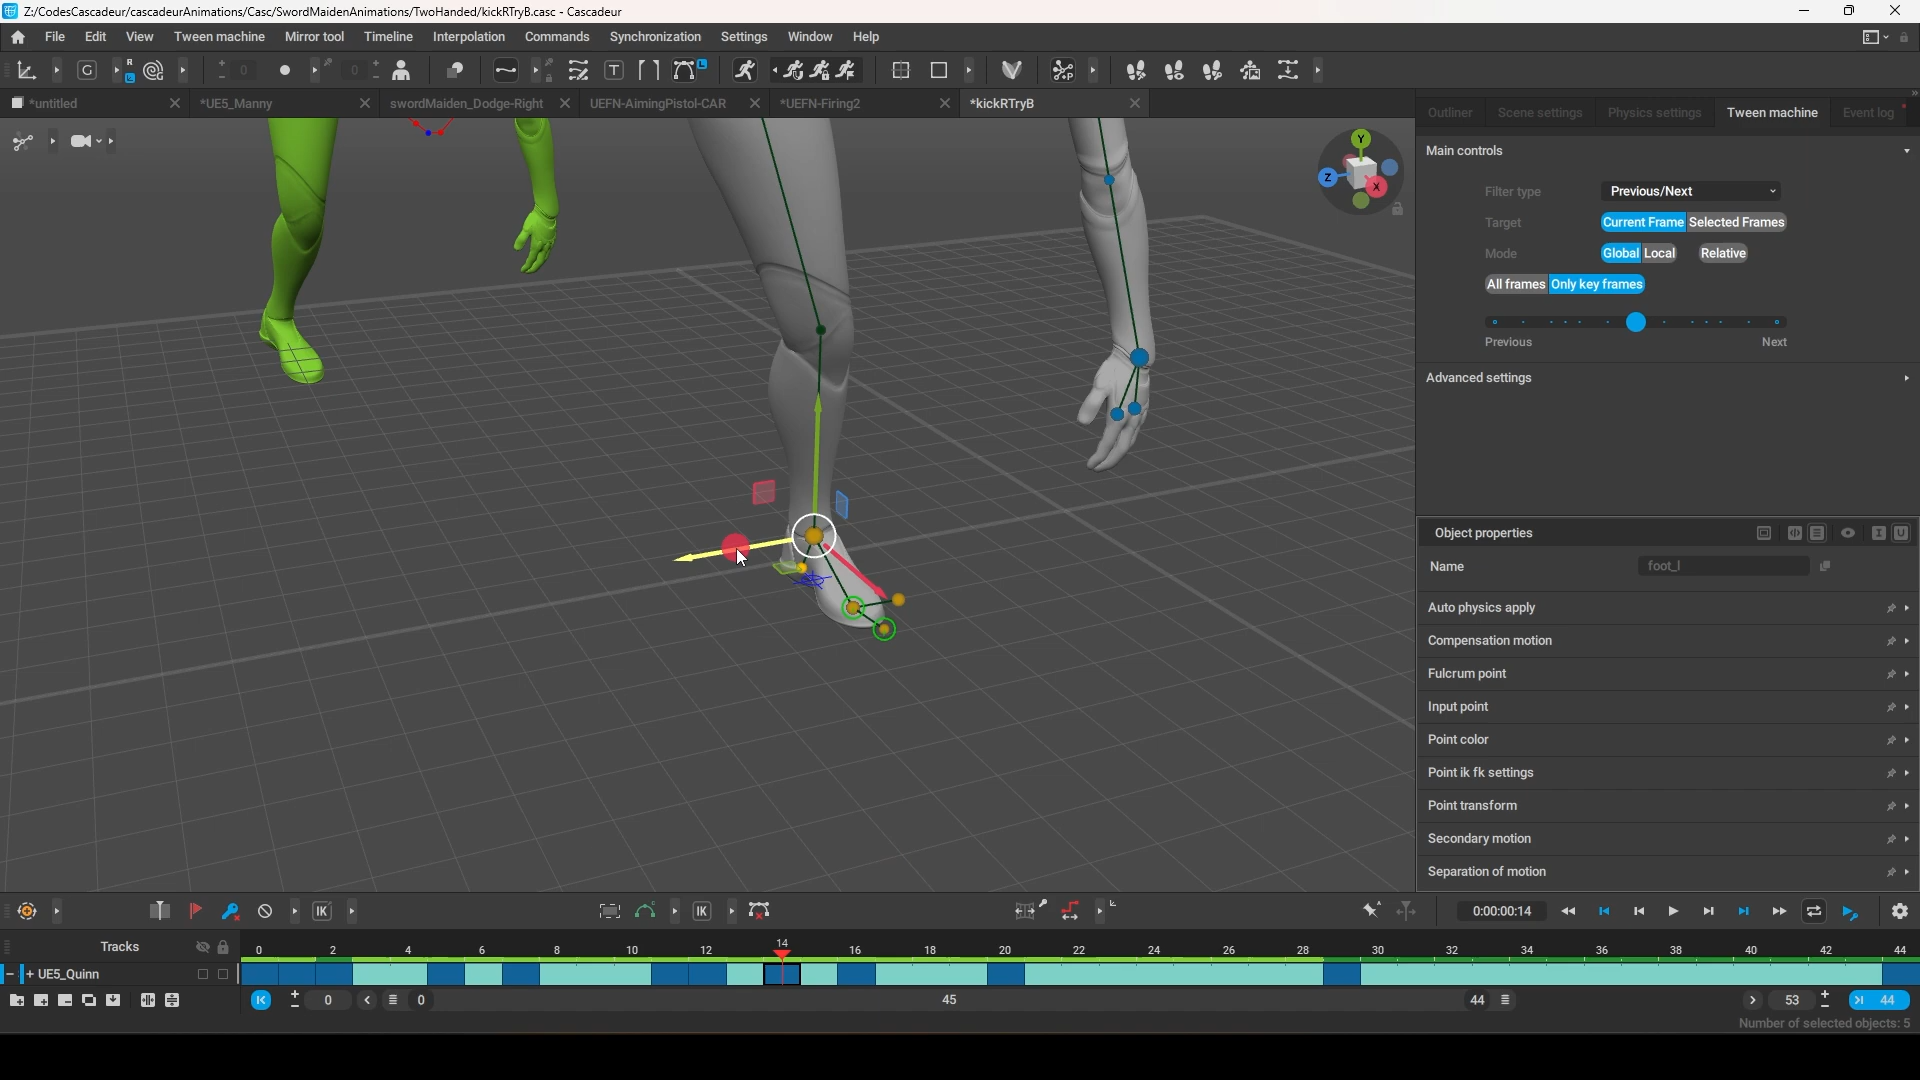 Z:/CodesCascadeur/cascadeurAnimations/Casc/SwordMaidenAnimations/TwoHanded/kickRTryB.casc - Cascadeur
File Edit View Tween machine Mirror tool Timeline Interpolation Commands Synchronization Settings Window Help
G R L 0 0 T L P
*untitled *UE5_Manny swordMaiden_Dodge-Right UEFN-AimingPistol-CAR *UEFN-Firing2 *kickRTryB
Outliner Scene settings Physics settings Tween machine Event log
Y Z X
Main controls
Filter type Previous/Next
Target Current Frame Selected Frames
Mode Global Local Relative
All frames Only key frames
Previous Next
Advanced settings
Object properties
Name foot_l
Auto physics apply
Compensation motion
Fulcrum point
Input point
Point color
Point ik fk settings
Point transform
Secondary motion
Separation of motion
IK IK 0:00:00:14
Tracks 0 2 4 6 8 10 12 14 16 18 20 22 24 26 28 30 32 34 36 38 40 42 44
- + UE5_Quinn
0 0 45 44 53 44
Number of selected objects: 5